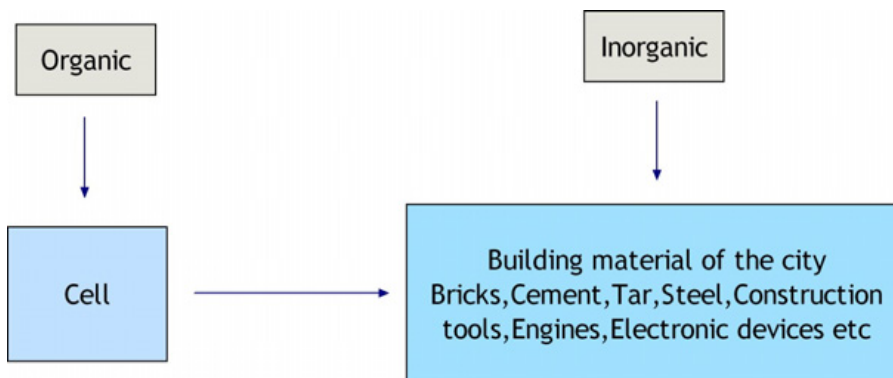 Organic
Inorganic
Cell
Building material of the city
Bricks,Cement,Tar,Steel,Construction
tools,Engines,Electronic devices etc